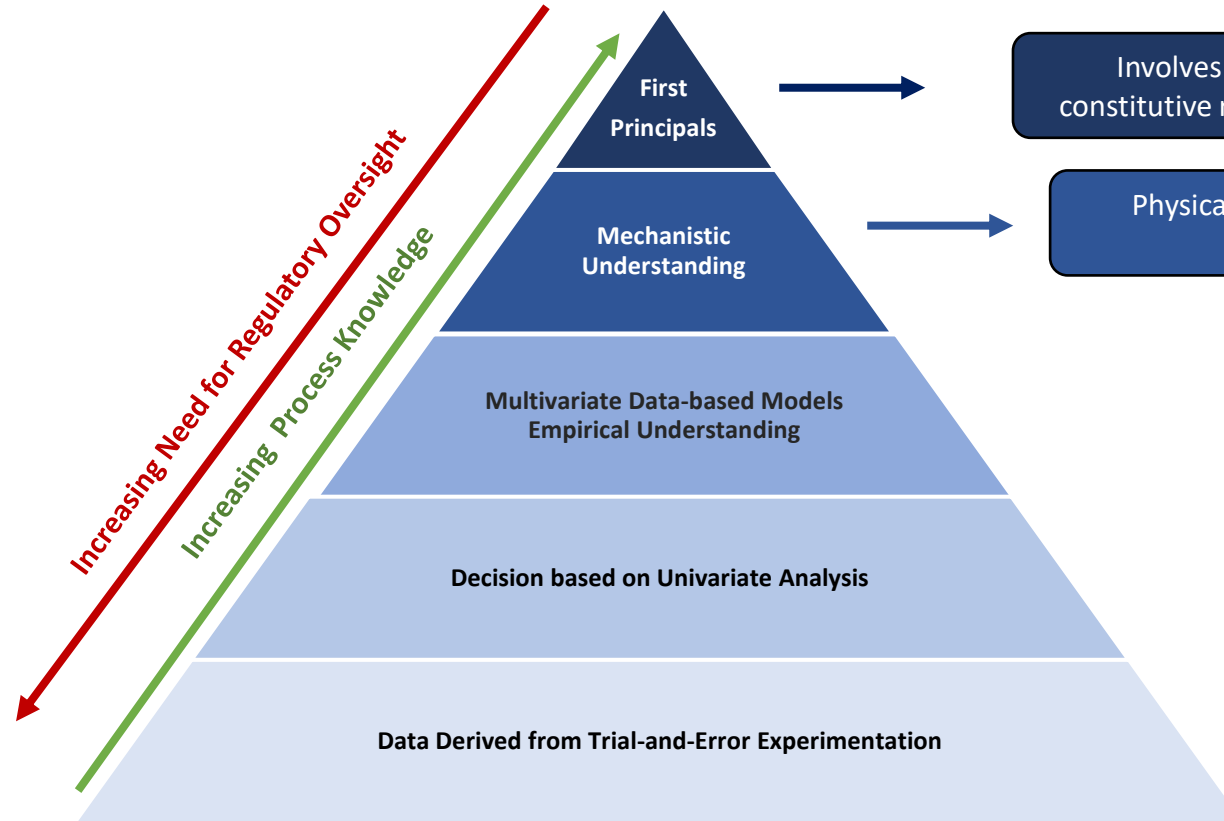 First
Principals
Involves
constitutive
Mechanistic
Understanding
Physica
Increasing Need for Regulatory Oversight
Increasing Process Knowledge
Multivariate Data-based Models
Empirical Understanding
Decision based on Univariate Analysis
Data Derived from Trial-and-Error Experimentation